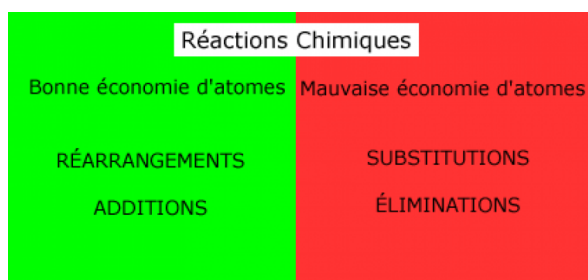 Réactions Chimiques
Bonne économie d'atomes
Mauvaise économie d'atomes
RÉARRANGEMENTS
SUBSTITUTIONS
ADDITIONS
ÉLIMINATIONS